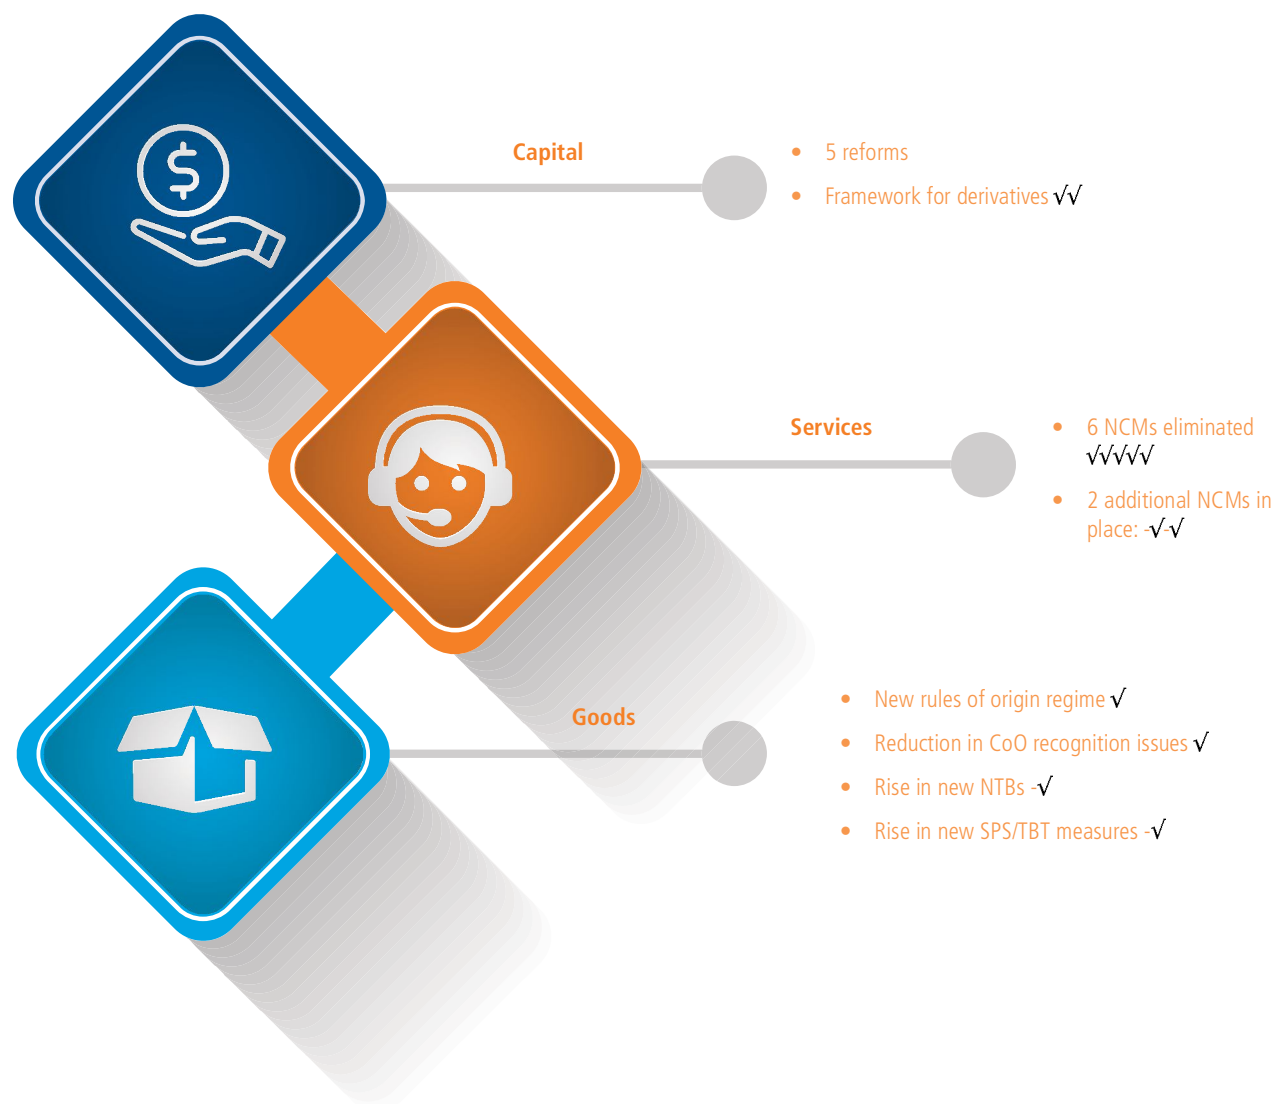 Capital
• 5 reforms
• Framework for derivatives √√
Services
• 6 NCMs eliminated
√√√√√
• 2 additional NCMs in
place: -√-√
Goods
• New rules of origin regime √
• Reduction in CoO recognition issues √
• Rise in new NTBs -√
• Rise in new SPS/TBT measures -√